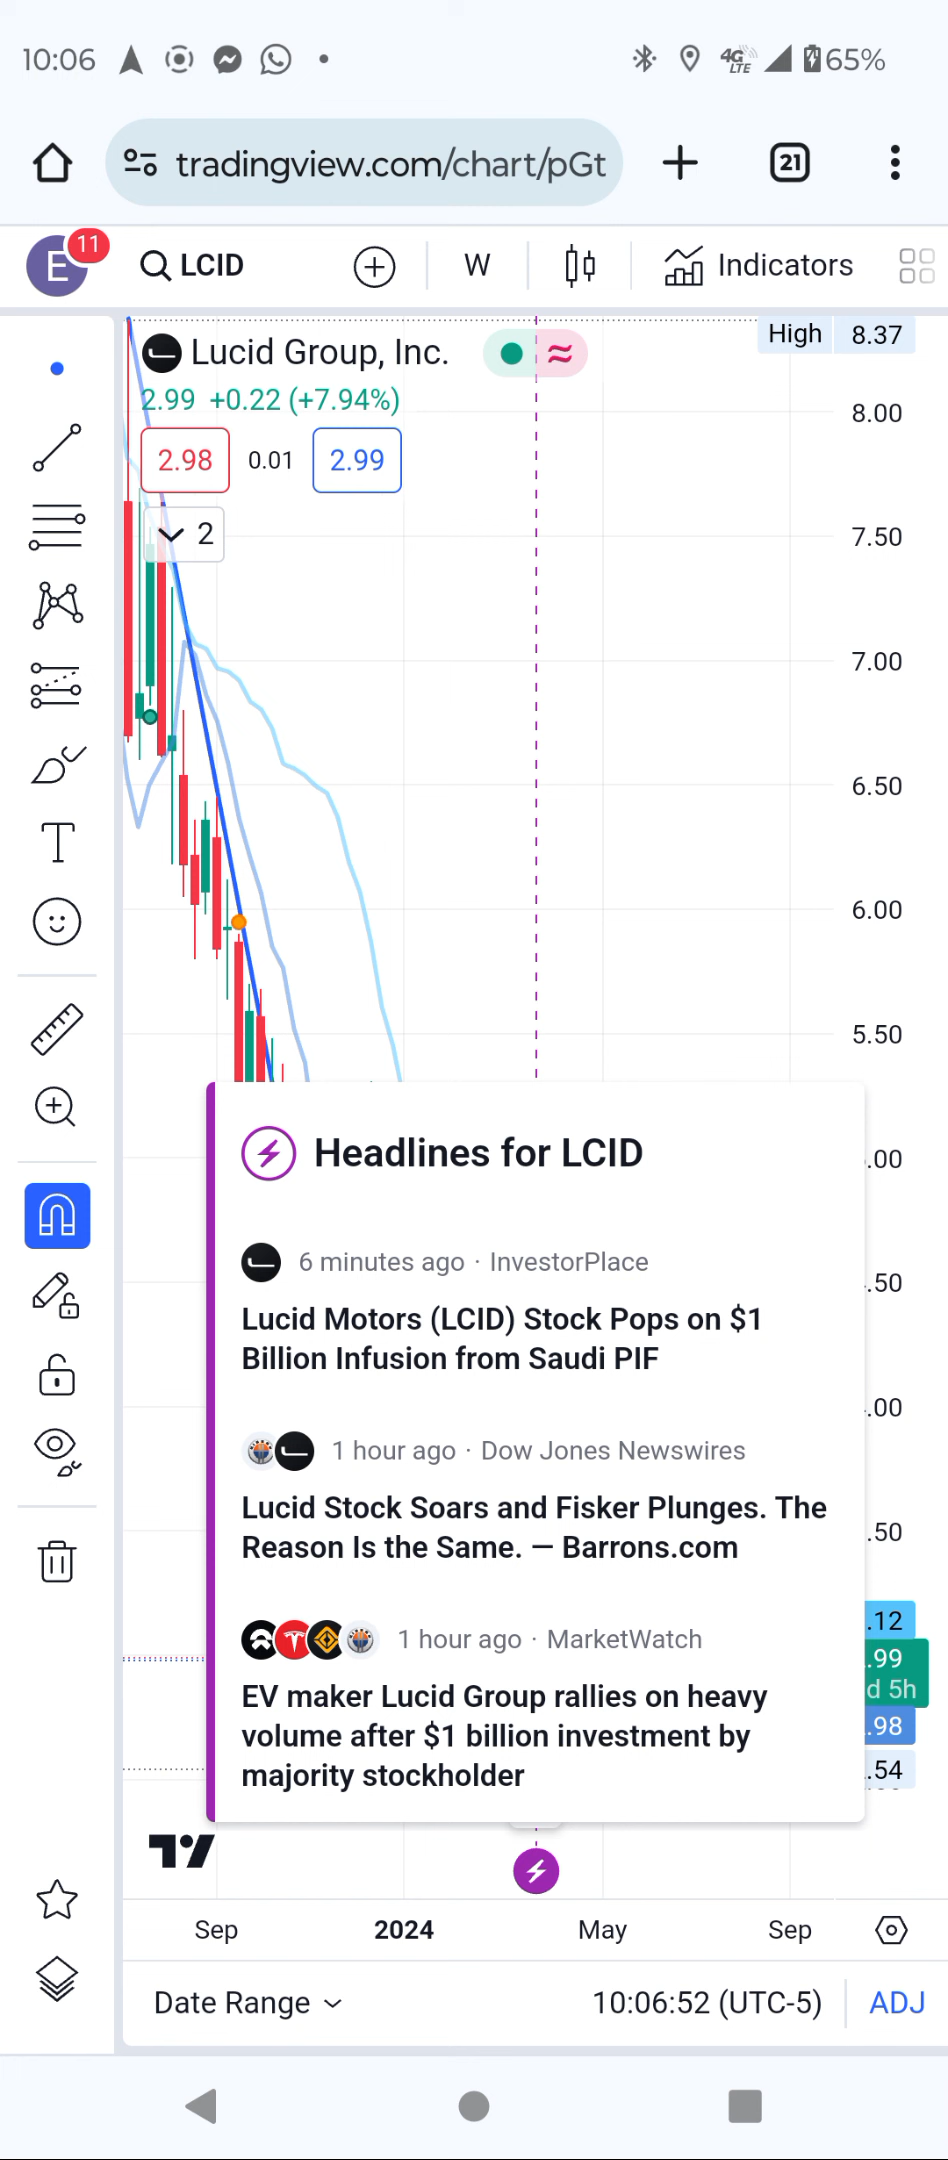 10:06
4G LTE
65%
tradingview.com/chart/pGt
21
E
11
LCID
W
Indicators
High 8.37
Lucid Group, Inc.
2.99 +0.22 (+7.94%)
2.98 0.01 2.99
2
8.00
7.50
7.00
6.50
6.00
5.50
.00
.50
.00
.50
.12
.99
d 5h
.98
.54
Headlines for LCID
6 minutes ago · InvestorPlace
Lucid Motors (LCID) Stock Pops on $1
Billion Infusion from Saudi PIF
1 hour ago · Dow Jones Newswires
Lucid Stock Soars and Fisker Plunges. The
Reason Is the Same. — Barrons.com
1 hour ago · MarketWatch
EV maker Lucid Group rallies on heavy
volume after $1 billion investment by
majority stockholder
Sep 2024 May Sep
Date Range 10:06:52 (UTC-5) ADJ